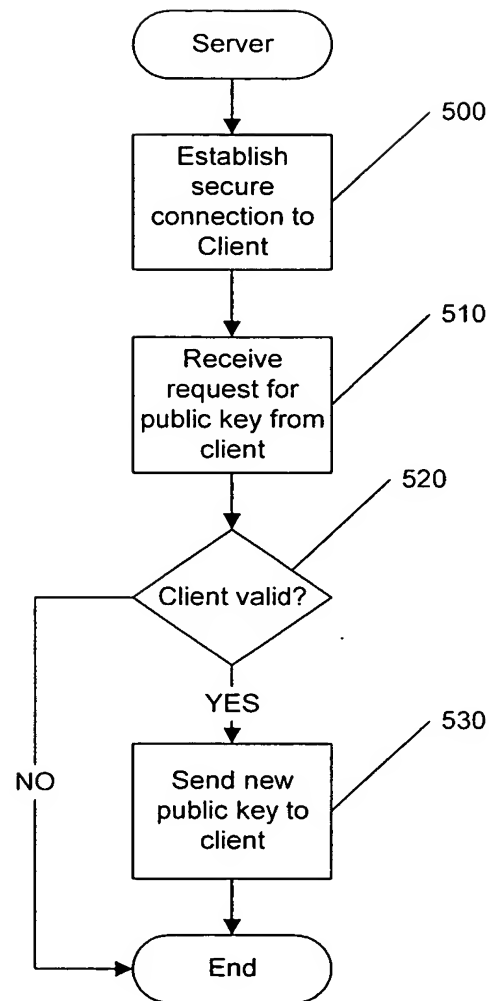 Server
500
Establish
secure
connection to
Client
510
Receive
request for
public key from
client
520
Client valid?
YES
530
NO
Send new
public key to
client
End